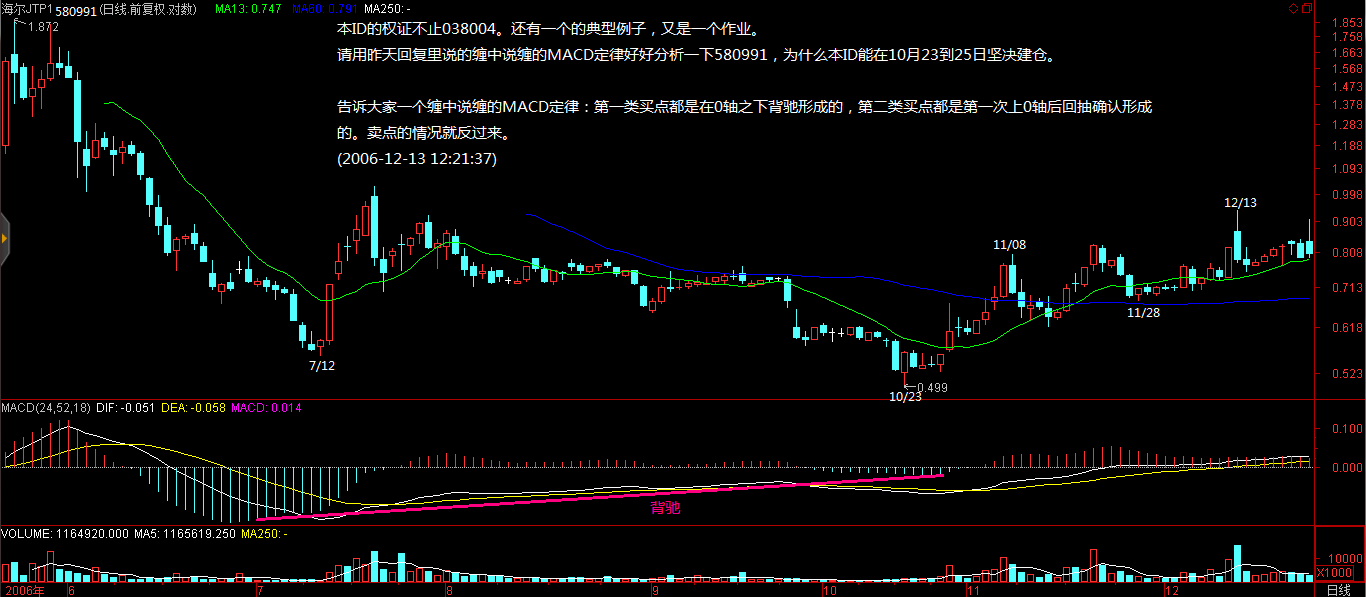 海尔JTP1 580991 (日线.前复权.对数) MA13: 0.747 MA60: 0.791 MA250: -
1.872
本ID的权证不止038004。还有一个的典型例子，又是一个作业。
请用昨天回复里说的缠中说缠的MACD定律好好分析一下580991，为什么本ID能在10月23到25日坚决建仓。
告诉大家一个缠中说缠的MACD定律：第一类买点都是在0轴之下背驰形成的，第二类买点都是第一次上0轴后回抽确认形成
的。卖点的情况就反过来。
(2006-12-13 12:21:37)
1.853
1.758
1.663
1.568
1.473
1.378
1.283
1.188
1.093
0.998
0.903
0.808
0.713
0.618
0.523
12/13
11/08
11/28
7/12
0.499
10/23
MACD(24,52,18) DIF: -0.051 DEA: -0.058 MACD: 0.014
0.100
0.000
背驰
VOLUME: 1164920.000 MA5: 1165619.250 MA250: -
10000
X1000
2006年 6 7 8 9 10 11 12 日线